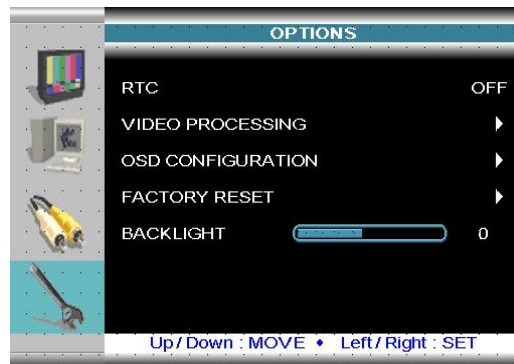 OPTIONS
RTC OFF
VIDEO PROCESSING
OSD CONFIGURATION
FACTORY RESET
BACKLIGHT 0
Up / Down : MOVE • Left / Right : SET